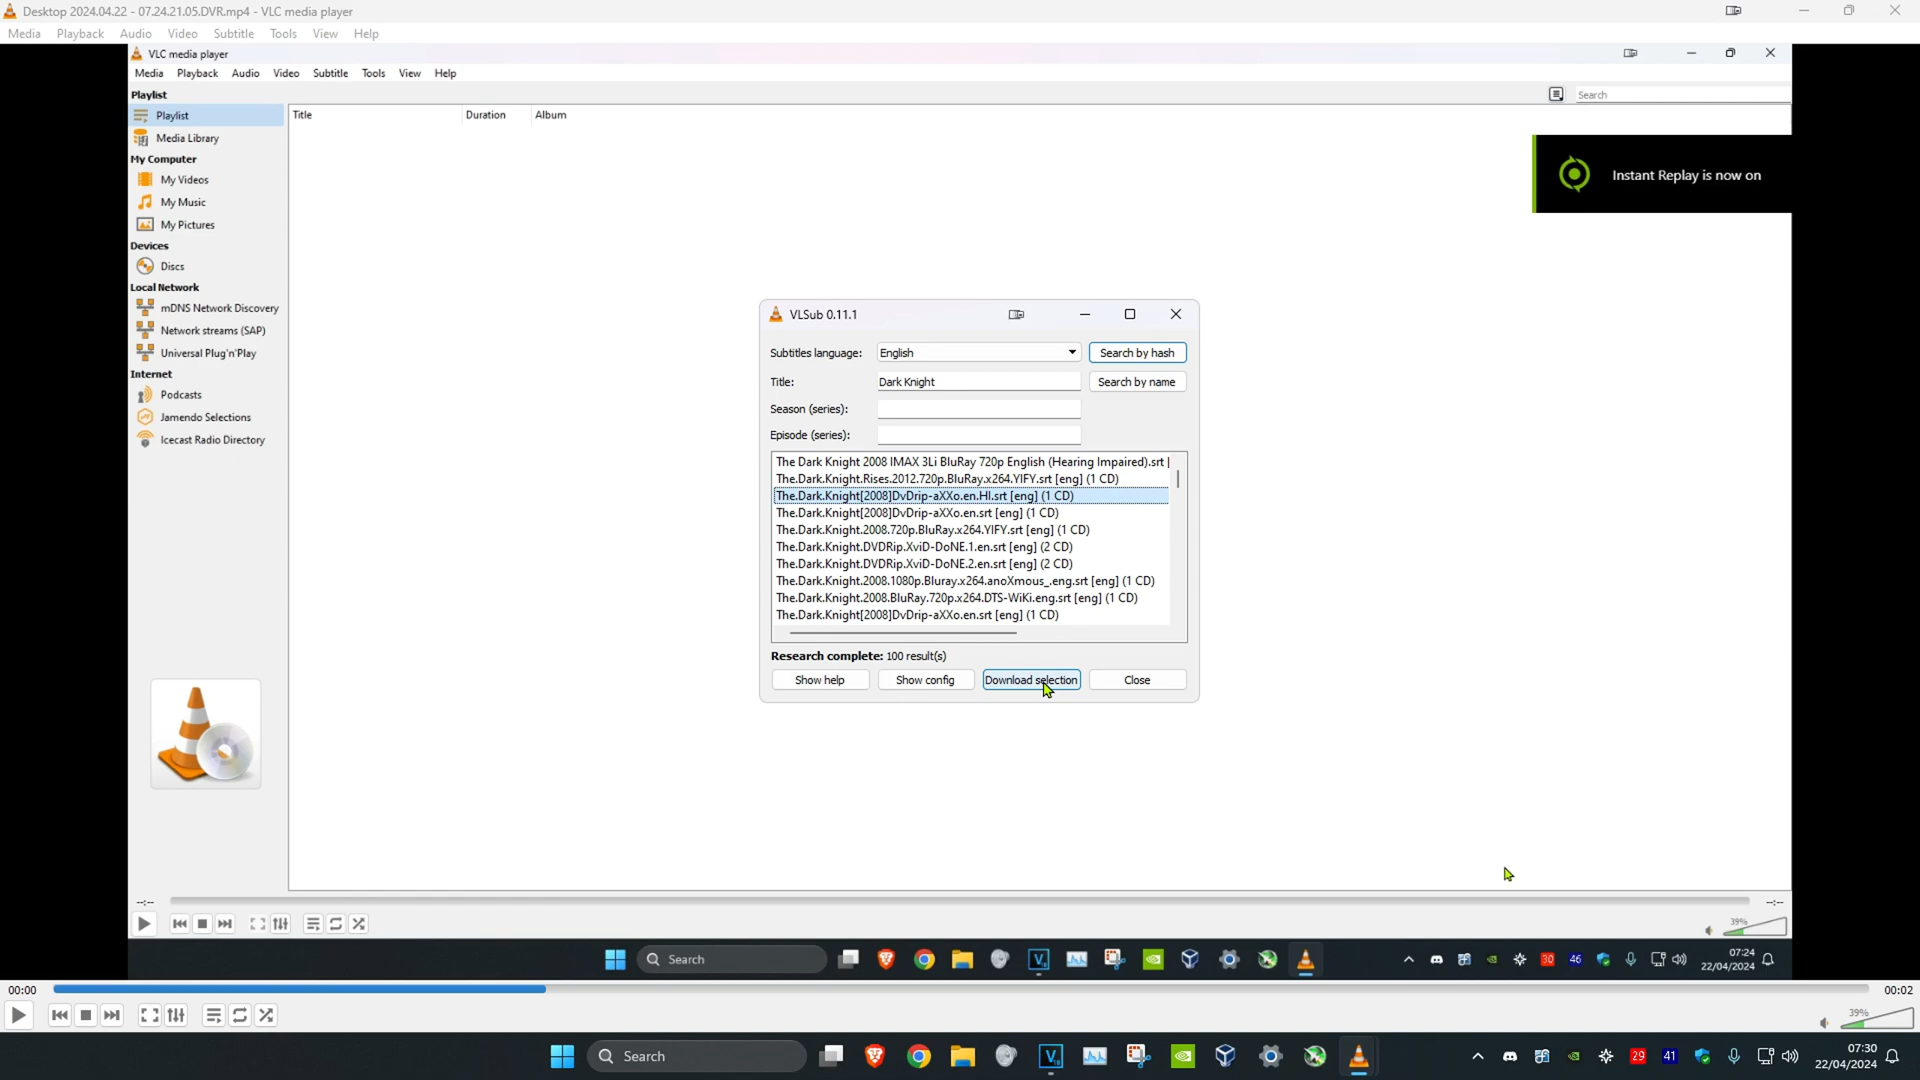 Desktop 2024.04.22 - 07.24.21.05.DVR.mp4 - VLC media player
Media Playback Audio Video Subtitle Tools View Help
VLC media player
Media Playback Audio Video Subtitle Tools View Help
Playlist
Search
Playlist
Title Duration Album
Media Library
My Computer
My Videos
Instant Replay is now on
My Music
My Pictures
Devices
Discs
Local Network
mDNS Network Discovery
Network streams (SAP)
Universal Plug'n'Play
Internet
Podcasts
Jamendo Selections
Icecast Radio Directory
VLSub 0.11.1
Subtitles language: English Search by hash
Title: Dark Knight Search by name
Season (series):
Episode (series):
The Dark Knight 2008 IMAX 3Li BluRay 720p English (Hearing Impaired).srt [
The.Dark.Knight.Rises.2012.720p.BluRay.x264.YIFY.srt [eng] (1 CD)
The.Dark.Knight[2008]DvDrip-aXXo.en.HI.srt [eng] (1 CD)
The.Dark.Knight[2008]DvDrip-aXXo.en.srt [eng] (1 CD)
The.Dark.Knight.2008.720p.BluRay.x264.YIFY.srt [eng] (1 CD)
The.Dark.Knight.DVDRip.XviD-DoNE.1.en.srt [eng] (2 CD)
The.Dark.Knight.DVDRip.XviD-DoNE.2.en.srt [eng] (2 CD)
The.Dark.Knight.2008.1080p.Bluray.x264.anoXmous_.eng.srt [eng] (1 CD)
The.Dark.Knight.2008.BluRay.720p.x264.DTS-WiKi.eng.srt [eng] (1 CD)
The.Dark.Knight[2008]DvDrip-aXXo.en.srt [eng] (1 CD)
Research complete: 100 result(s)
Show help Show config Download selection Close
--:-- --:--
39%
Search 30 46 07:24
22/04/2024
00:00 00:02
39%
Search 29 41 07:30
22/04/2024